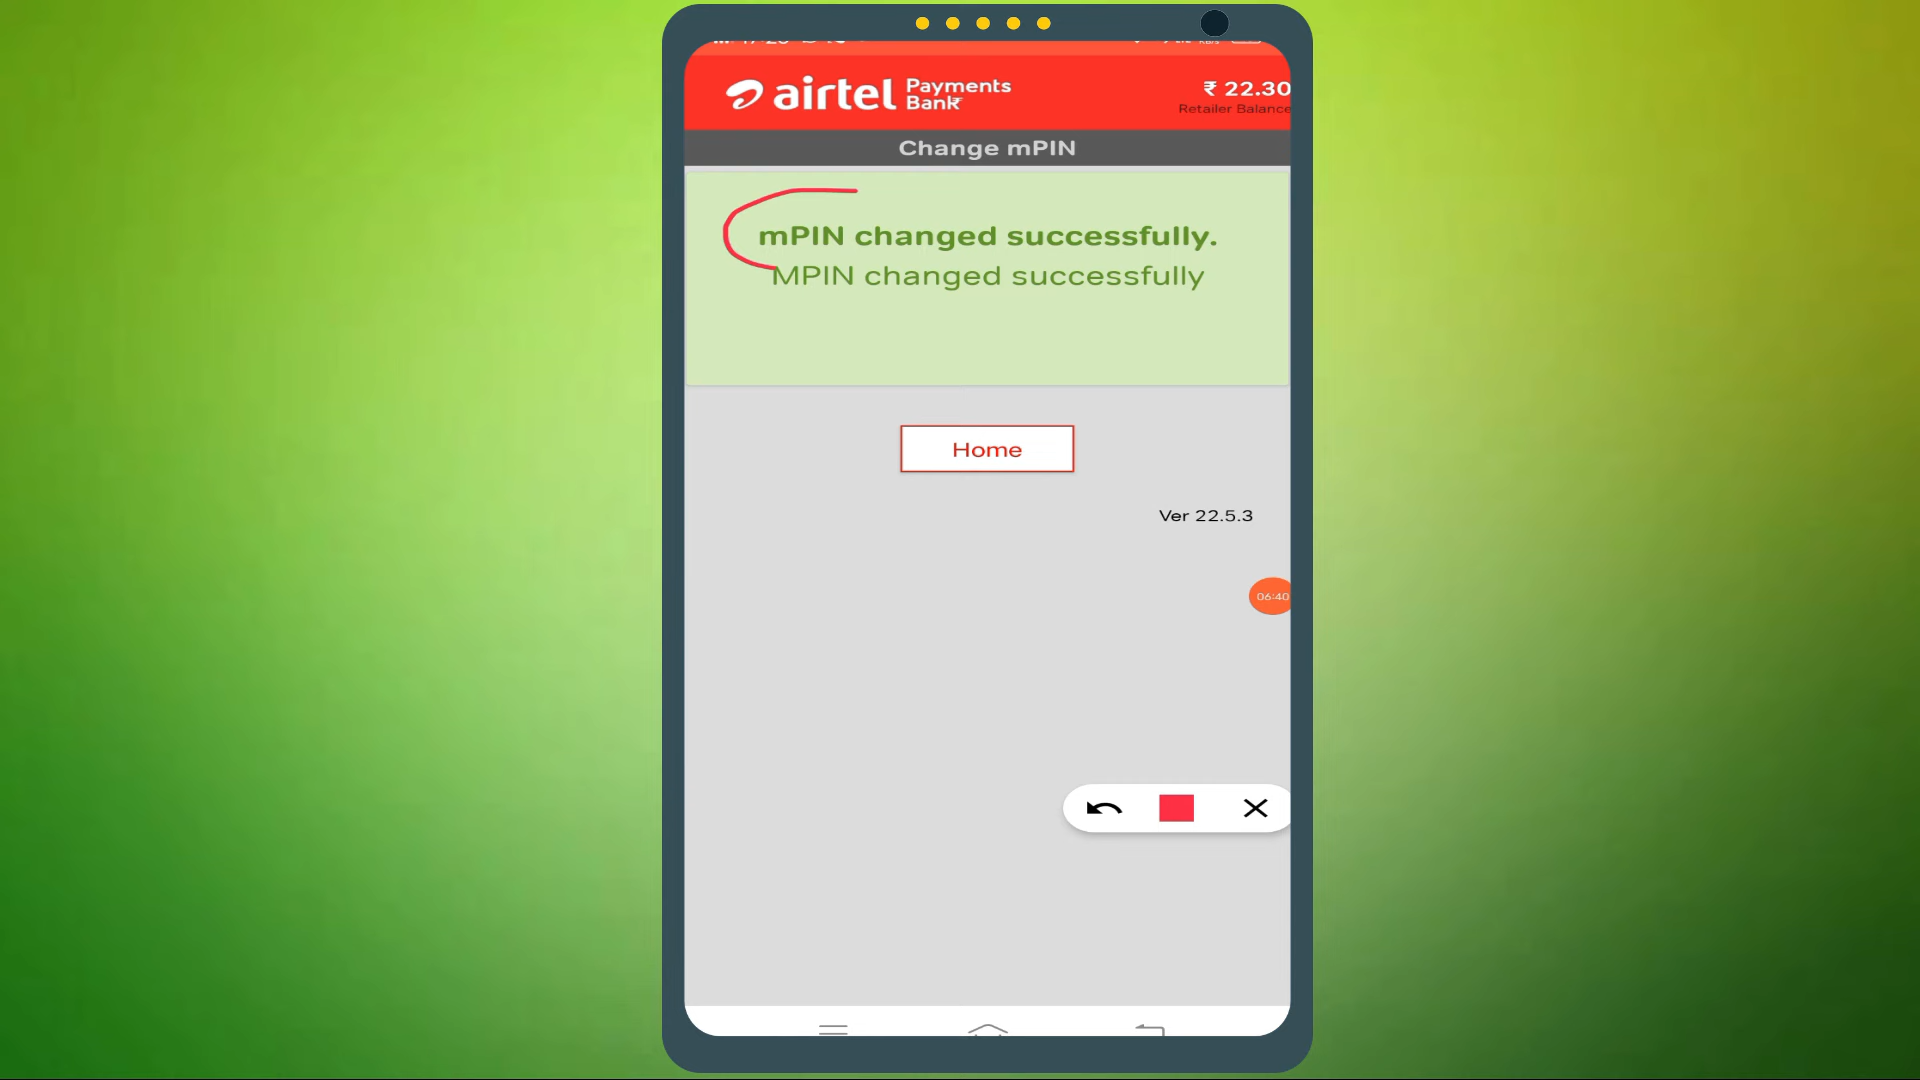 airtel Payments Bank
₹ 22.30
Retailer Balance
Change mPIN
mPIN changed successfully.
MPIN changed successfully
Home
Ver 22.5.3
06:40